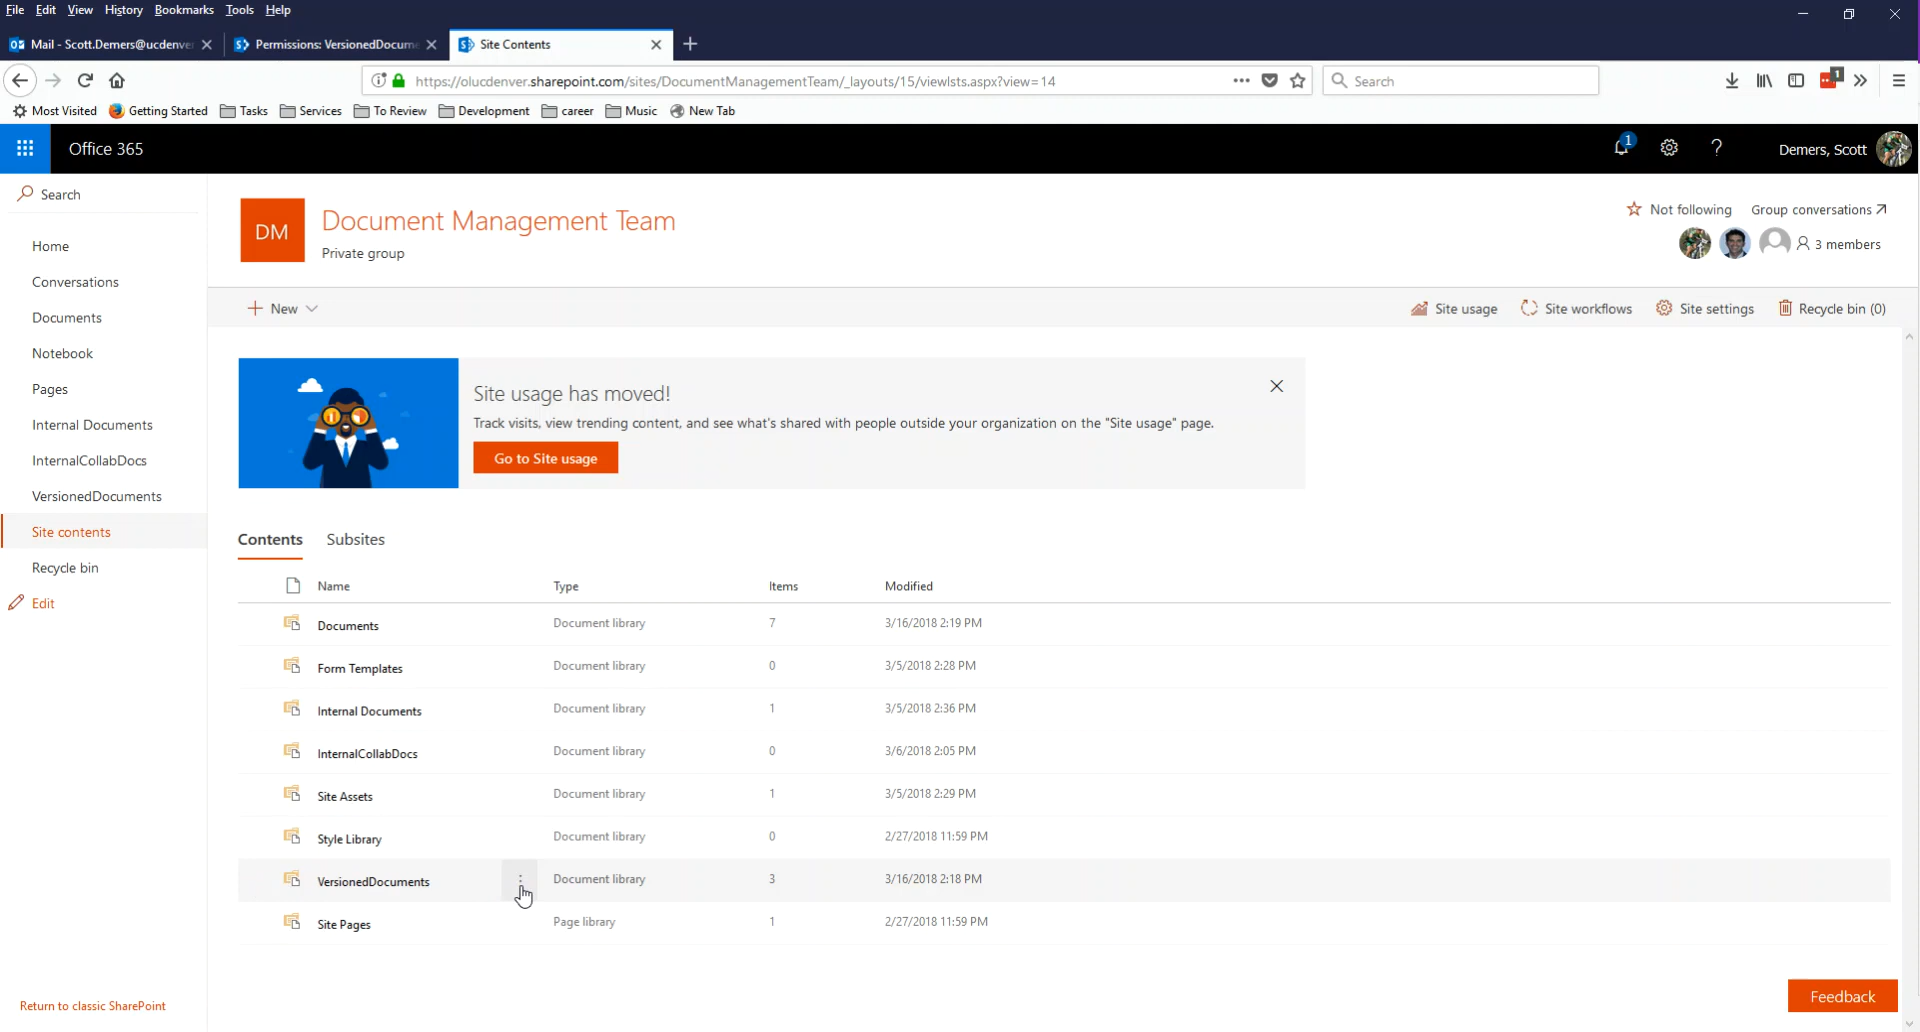 File Edit View History Bookmarks Tools Help
Mail - Scott.Demers@ucdenve Permissions: VersionedDocum Site Contents
https://olucdenver.sharepoint.com/sites/DocumentManagementTeam/_layouts/15/viewlsts.aspx?view=14 Search 1
Most Visited Getting Started Tasks Services To Review Development career Music New Tab
Office 365 1 ? Demers, Scott
Search
Home
Conversations
Documents
Notebook
Pages
Internal Documents
InternalCollabDocs
VersionedDocuments
Site contents
Recycle bin
Edit
Return to classic SharePoint
DM Document Management Team
Private group
Not following Group conversations
3 members
New Site usage Site workflows Site settings Recycle bin (0)
Site usage has moved!
Track visits, view trending content, and see what's shared with people outside your organization on the "Site usage" page.
Go to Site usage
Contents Subsites
Name Type Items Modified
Documents Document library 7 3/16/2018 2:19 PM
Form Templates Document library 0 3/5/2018 2:28 PM
Internal Documents Document library 1 3/5/2018 2:36 PM
InternalCollabDocs Document library 0 3/6/2018 2:05 PM
Site Assets Document library 1 3/5/2018 2:29 PM
Style Library Document library 0 2/27/2018 11:59 PM
VersionedDocuments Document library 3 3/16/2018 2:18 PM
Site Pages Page library 1 2/27/2018 11:59 PM
Feedback